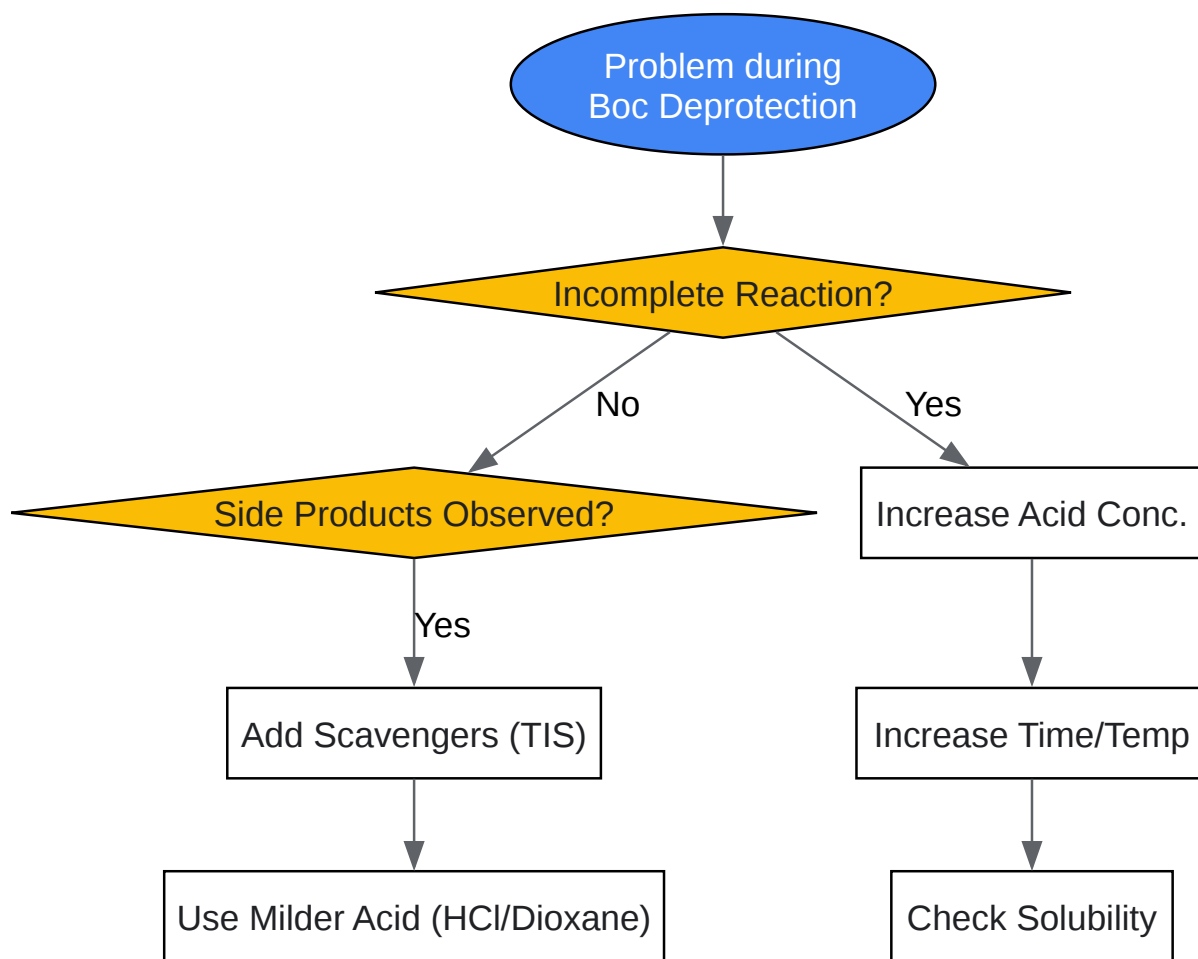 Problem during
Boc Deprotection
Incomplete Reaction?
No
Yes
Side Products Observed?
Increase Acid Conc.
Yes
Add Scavengers (TIS)
Increase Time/Temp
Use Milder Acid (HCl/Dioxane)
Check Solubility